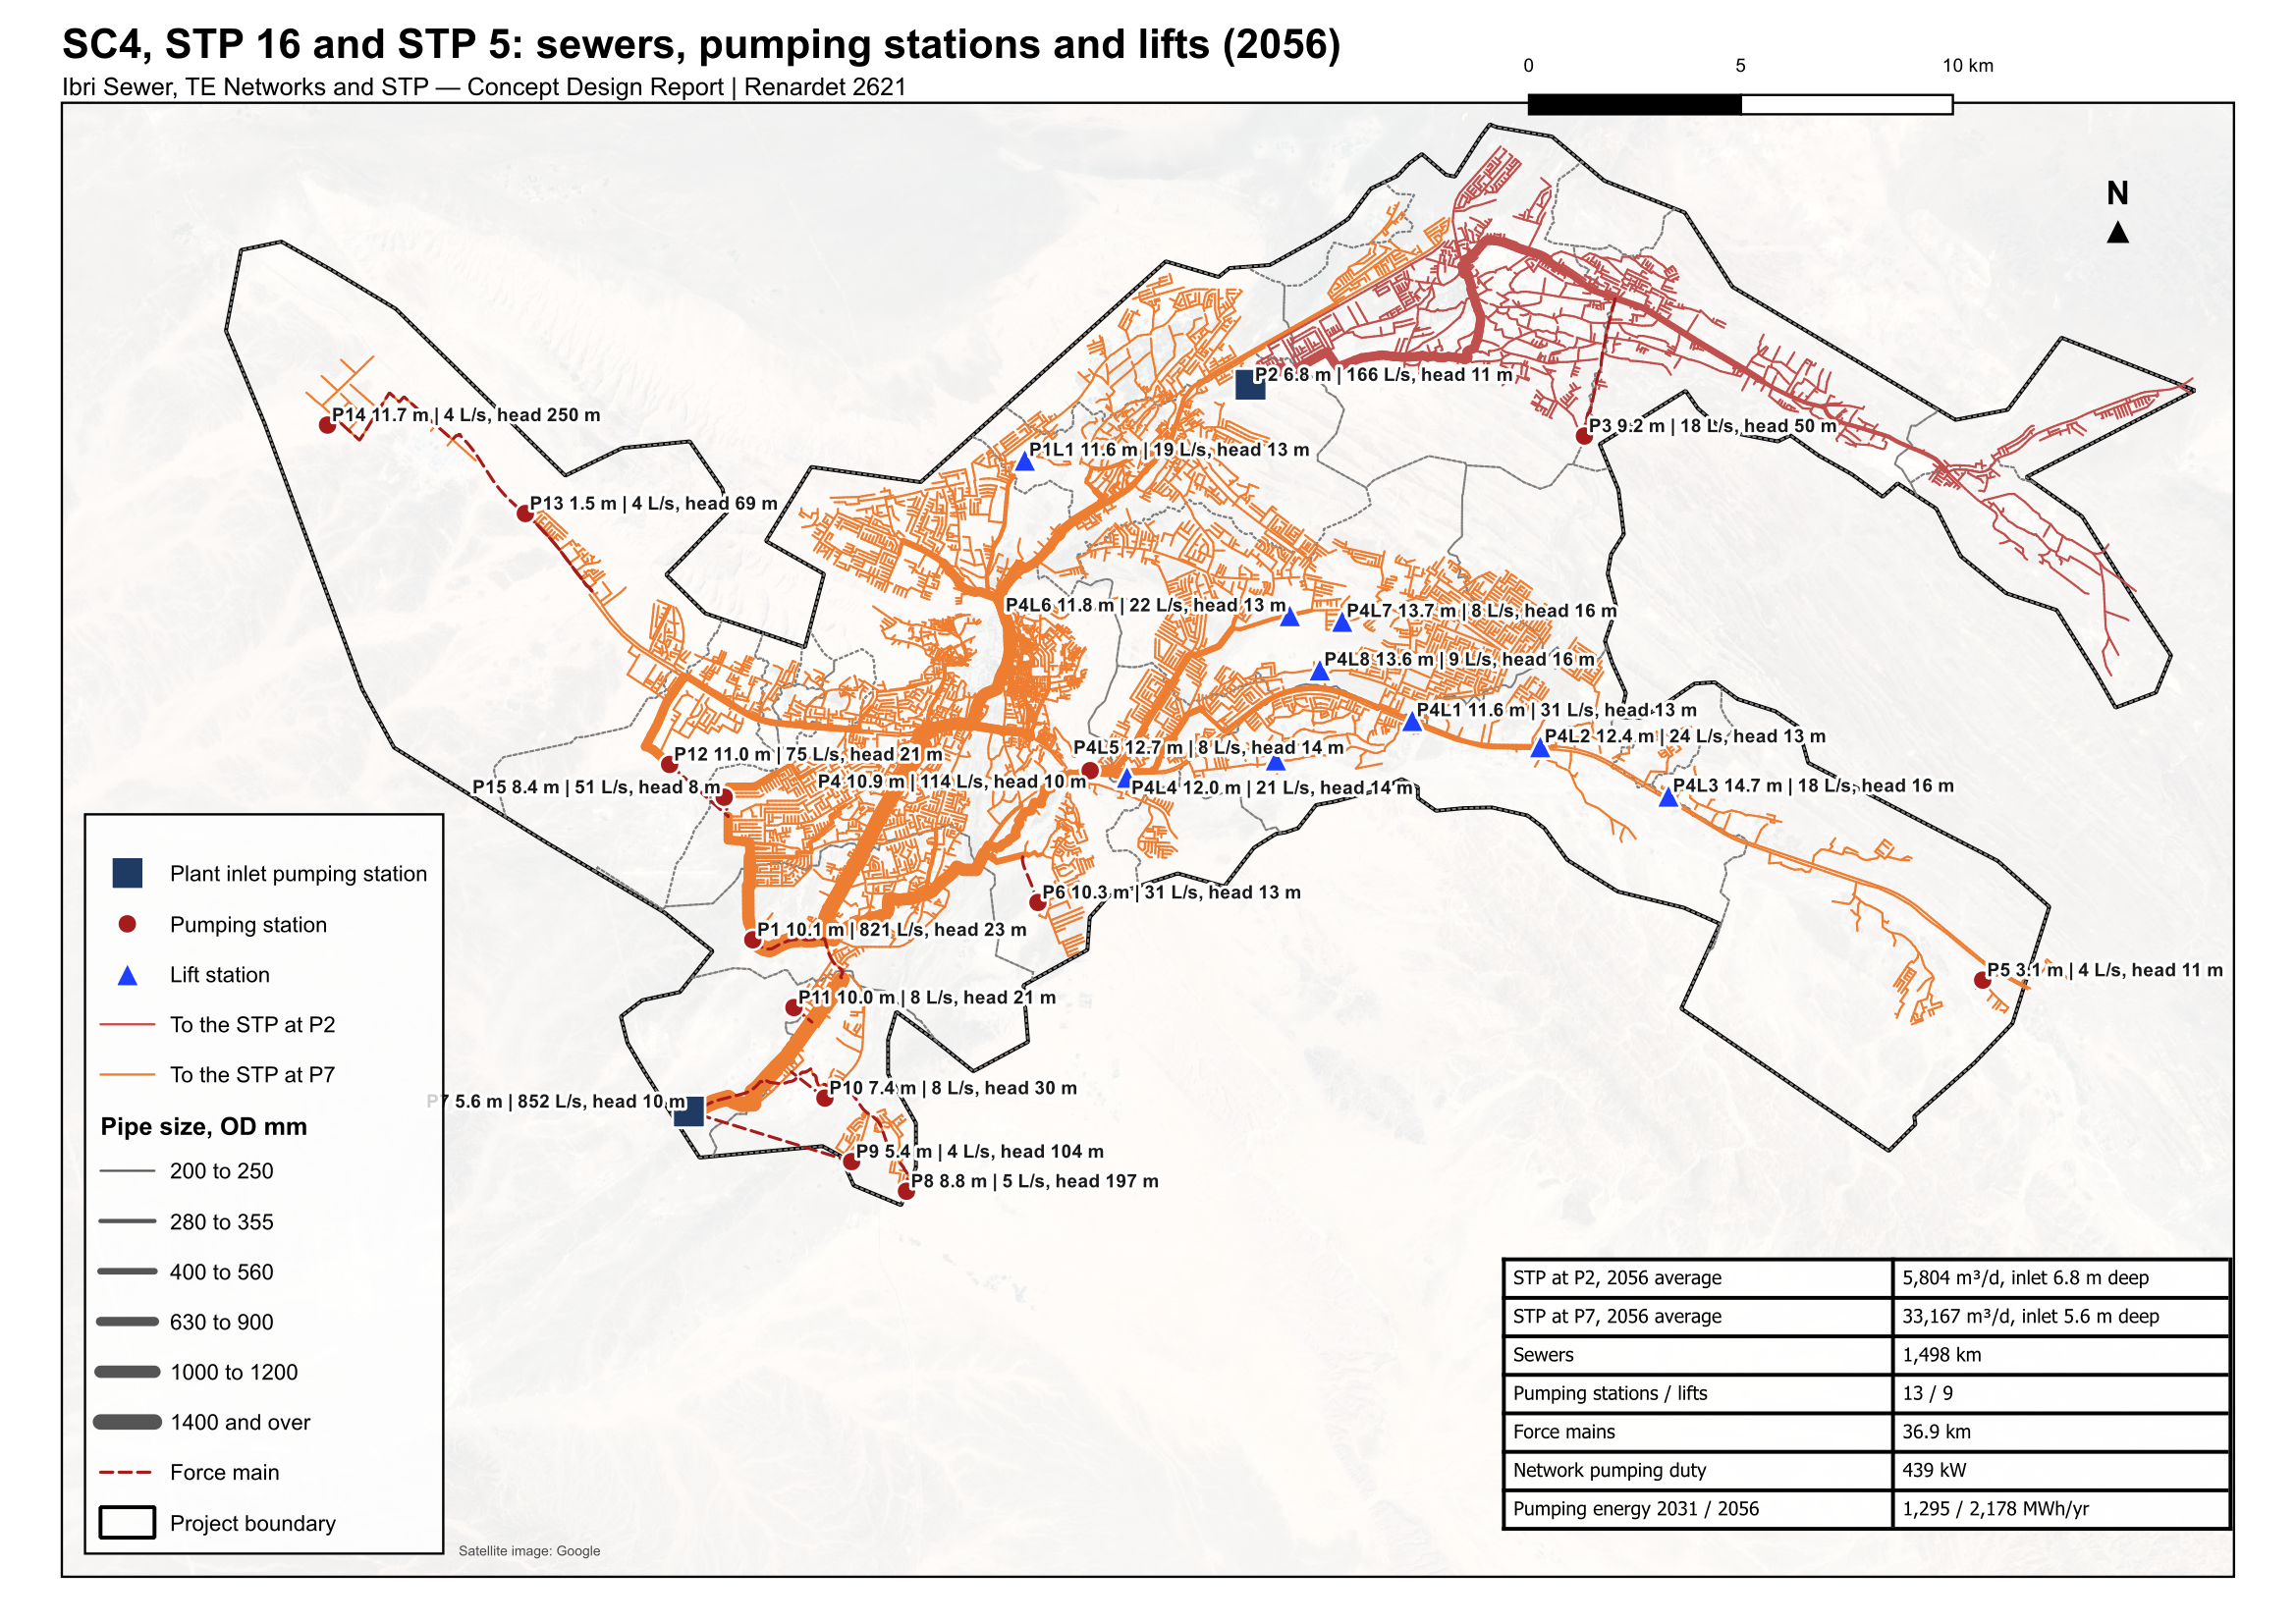 SC4, STP 16 and STP 5: sewers, pumping stations and lifts (2056)
Ibri Sewer, TE Networks and STP — Concept Design Report | Renardet 2621
0 5 10 km
N
P2 6.8 m | 166 L/s, head 11 m
P14 11.7 m | 4 L/s, head 250 m
P3 9.2 m | 18 L/s, head 50 m
P1L1 11.6 m | 19 L/s, head 13 m
P13 1.5 m | 4 L/s, head 69 m
P4L6 11.8 m | 22 L/s, head 13 m
P4L7 13.7 m | 8 L/s, head 16 m
P4L8 13.6 m | 9 L/s, head 16 m
P4L1 11.6 m | 31 L/s, head 13 m
P4L2 12.4 m | 24 L/s, head 13 m
P4L5 12.7 m | 8 L/s, head 14 m
P12 11.0 m | 75 L/s, head 21 m
P4 10.9 m | 114 L/s, head 10 m
P15 8.4 m | 51 L/s, head 8 m
P4L4 12.0 m | 21 L/s, head 14 m
P4L3 14.7 m | 18 L/s, head 16 m
P6 10.3 m | 31 L/s, head 13 m
P1 10.1 m | 821 L/s, head 23 m
P5 3.1 m | 4 L/s, head 11 m
P11 10.0 m | 8 L/s, head 21 m
P10 7.4 m | 8 L/s, head 30 m
P7 5.6 m | 852 L/s, head 10 m
P9 5.4 m | 4 L/s, head 104 m
P8 8.8 m | 5 L/s, head 197 m
Plant inlet pumping station
Pumping station
Lift station
To the STP at P2
To the STP at P7
Pipe size, OD mm
200 to 250
280 to 355
400 to 560
630 to 900
1000 to 1200
1400 and over
Force main
Project boundary
Satellite image: Google
STP at P2, 2056 average 5,804 m³/d, inlet 6.8 m deep
STP at P7, 2056 average 33,167 m³/d, inlet 5.6 m deep
Sewers 1,498 km
Pumping stations / lifts 13 / 9
Force mains 36.9 km
Network pumping duty 439 kW
Pumping energy 2031 / 2056 1,295 / 2,178 MWh/yr